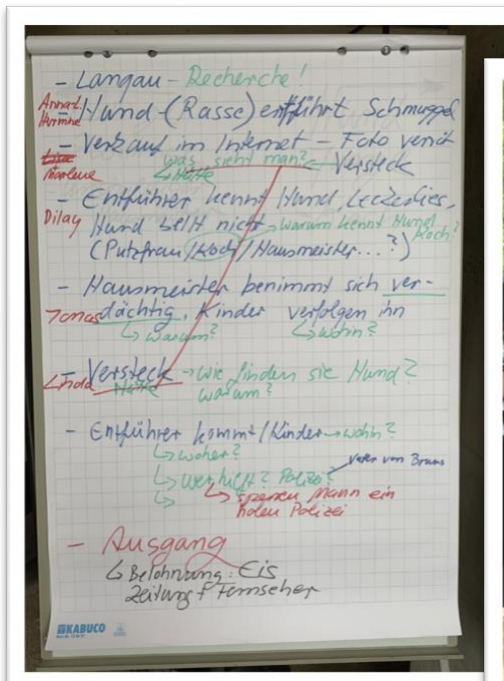 - Langau - Recherche!
Hund (Rasse) entführt Schmuggel
- Verkauf im Internet - Foto verrät
was sieht man? Versteck
Marlene ↳ Hütte
- Entführer kennt Hund, Leckerlies,
Dilay Hund bellt nicht → warum kennt Hund Koch?
(Putzfrau/Koch/Hausmeister...?)
- Hausmeister benimmt sich ver-
Jonas dächtig, Kinder verfolgen ihn
↳ warum? ↳ wohin?
Linda - Versteck → wie finden sie Hund?
Hütte warum?
- Entführer kommt/Kinder → wohin?
↳ woher?
↳ wer hilft? Polizei? Vater von Bruno
↳ sperren Mann ein
holen Polizei
- Ausgang
↳ Belohnung: Eis
Zeitung + Fernseher
KABUCO